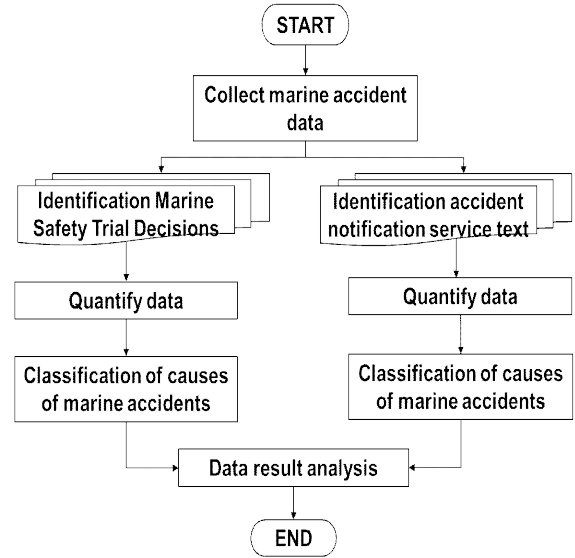 START
Collect marine accident
data
Identification Marine
Safety Trial Decisions
Identification accident
notification service text
Quantify data
Quantify data
Classification of causes
of marine accidents
Classification of causes
of marine accidents
Data result analysis
END